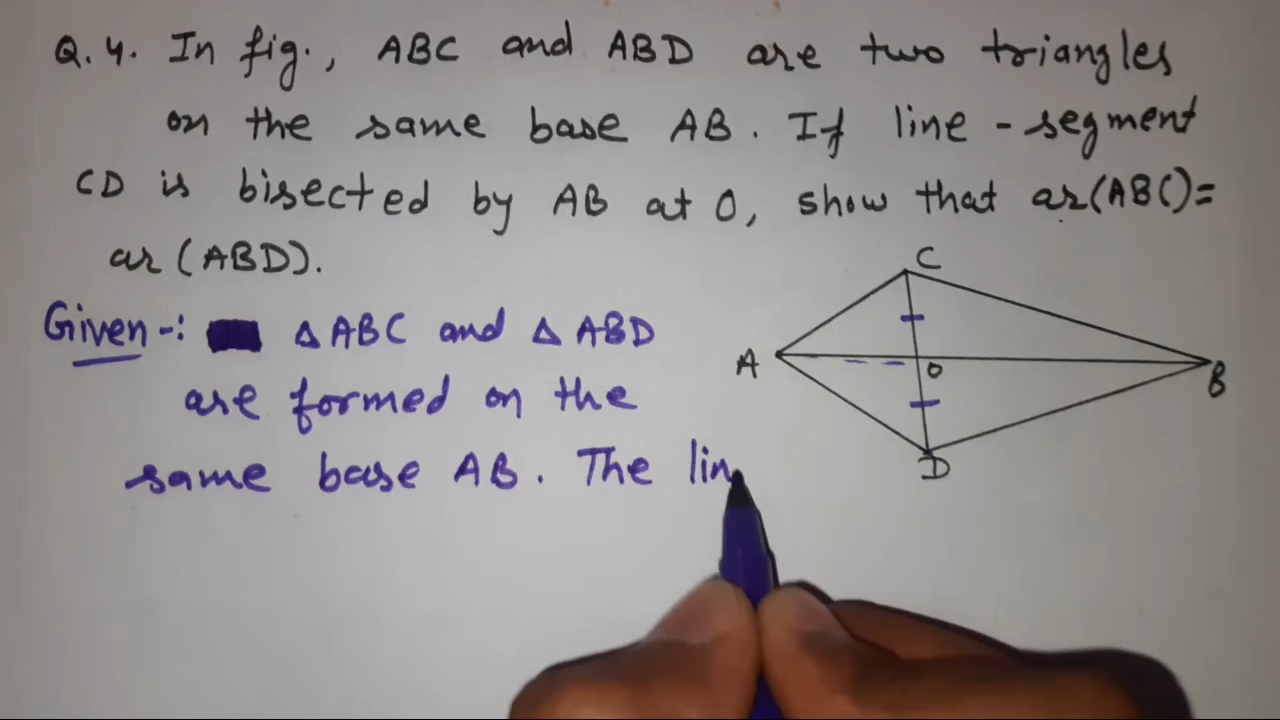 Q.4. In fig., ABC and ABD are two triangles
on the same base AB. If line-segment
CD is bisected by AB at O, show that ar(ABC)=
ar(ABD).
Given-: △ABC and △ABD
are formed on the
same base AB. The lin
C
A
O
B
D